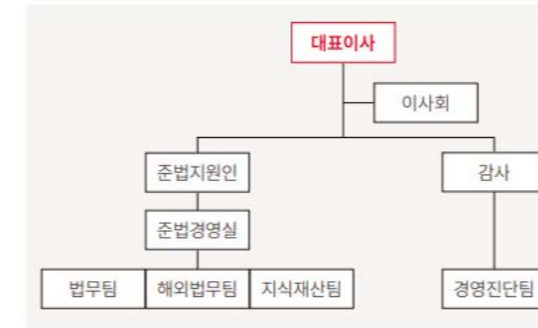 대표이사
이사회
준법지원인
감사
준법경영실
법무팀
해외법무팀
지식재산팀
경영진단팀